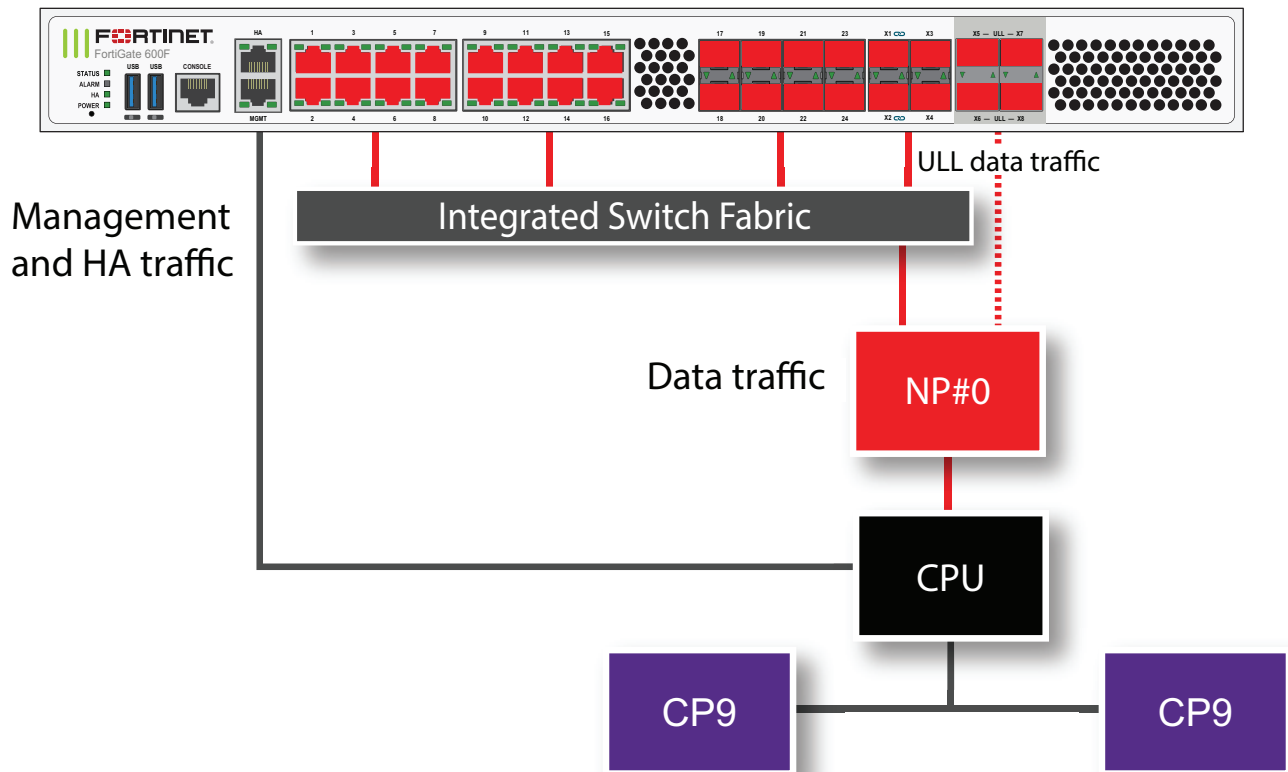 FORTINET
FortiGate 600F
STATUS
ALARM
HA
POWER
USB USB CONSOLE
HA
MGMT
1 3 5 7
2 4 6 8
9 11 13 15
10 12 14 16
17 19 21 23
18 20 22 24
X1 X3
X2 X4
X5 — ULL — X7
X6 — ULL — X8
ULL data traffic
Integrated Switch Fabric
Management
and HA traffic
Data traffic
NP#0
CPU
CP9
CP9